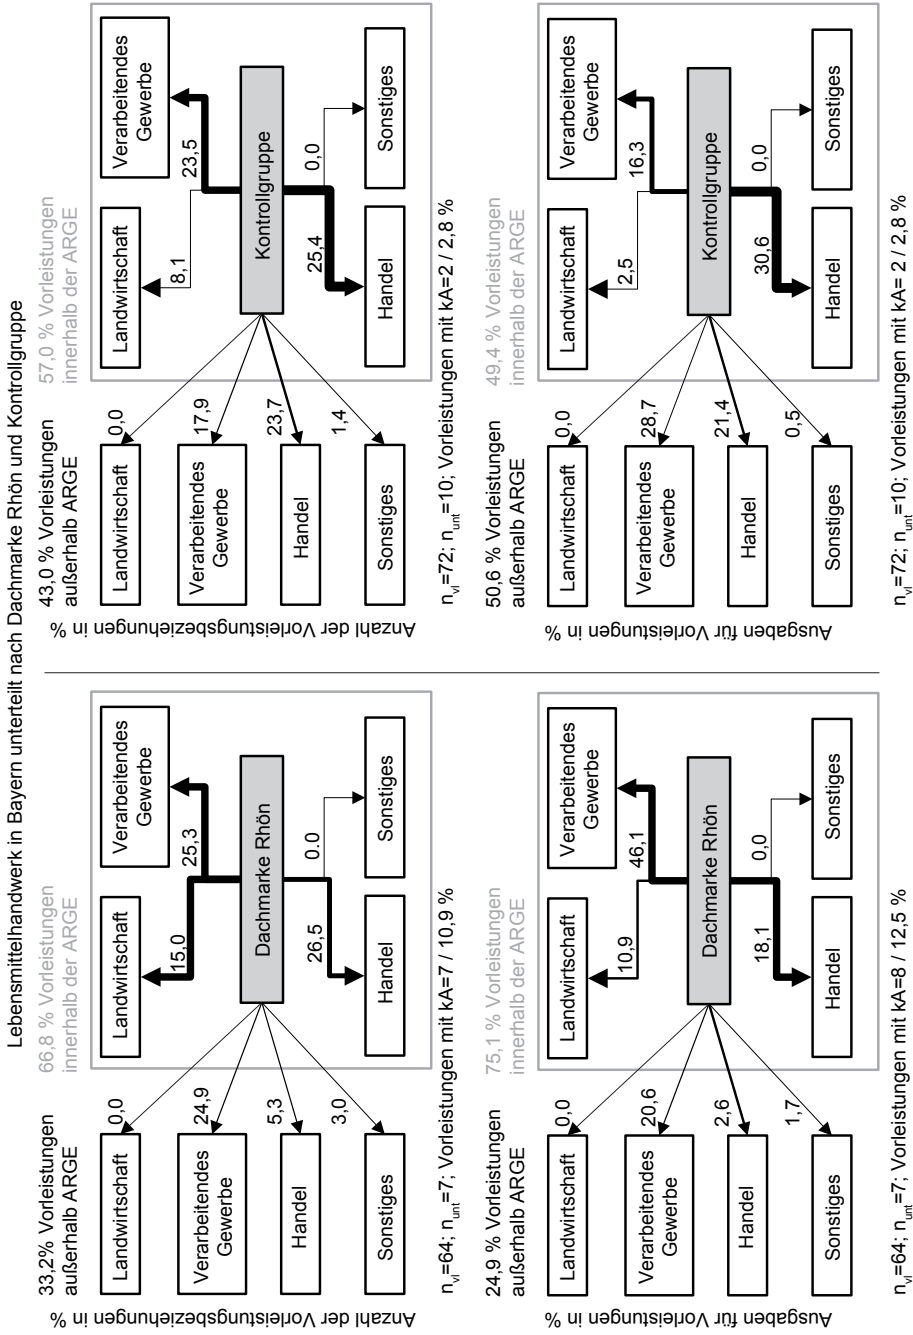 Lebensmittelhandwerk in Bayern unterteilt nach Dachmarke Rhön und Kontrollgruppe
Anzahl der Vorleistungsbeziehungen in %
33,2% Vorleistungen
außerhalb ARGE
66,8 % Vorleistungen
innerhalb der ARGE
Landwirtschaft
0,0
Verarbeitendes
Gewerbe
24,9
Handel
5,3
Sonstiges
3,0
Landwirtschaft
15,0
Verarbeitendes
Gewerbe
25,3
Dachmarke Rhön
26,5
0.0
Handel
Sonstiges
n_vl=64; n_unt=7; Vorleistungen mit kA=7 / 10,9 %
Anzahl der Vorleistungsbeziehungen in %
43,0 % Vorleistungen
außerhalb ARGE
57,0 % Vorleistungen
innerhalb der ARGE
Landwirtschaft
0,0
Verarbeitendes
Gewerbe
17,9
Handel
23,7
Sonstiges
1,4
Landwirtschaft
8,1
Verarbeitendes
Gewerbe
23,5
Kontrollgruppe
25,4
0,0
Handel
Sonstiges
n_vl=72; n_unt=10; Vorleistungen mit kA=2 / 2,8 %
Ausgaben für Vorleistungen in %
24,9 % Vorleistungen
außerhalb ARGE
75,1 % Vorleistungen
innerhalb der ARGE
Landwirtschaft
0,0
Verarbeitendes
Gewerbe
20,6
Handel
2,6
Sonstiges
1,7
Landwirtschaft
10,9
Verarbeitendes
Gewerbe
46,1
Dachmarke Rhön
18,1
0,0
Handel
Sonstiges
n_vl=64; n_unt=7; Vorleistungen mit kA=8 / 12,5 %
Ausgaben für Vorleistungen in %
50,6 % Vorleistungen
außerhalb ARGE
49,4 % Vorleistungen
innerhalb der ARGE
Landwirtschaft
0,0
Verarbeitendes
Gewerbe
28,7
Handel
21,4
Sonstiges
0,5
Landwirtschaft
2,5
Verarbeitendes
Gewerbe
16,3
Kontrollgruppe
30,6
0,0
Handel
Sonstiges
n_vl=72; n_unt=10; Vorleistungen mit kA= 2 / 2,8 %